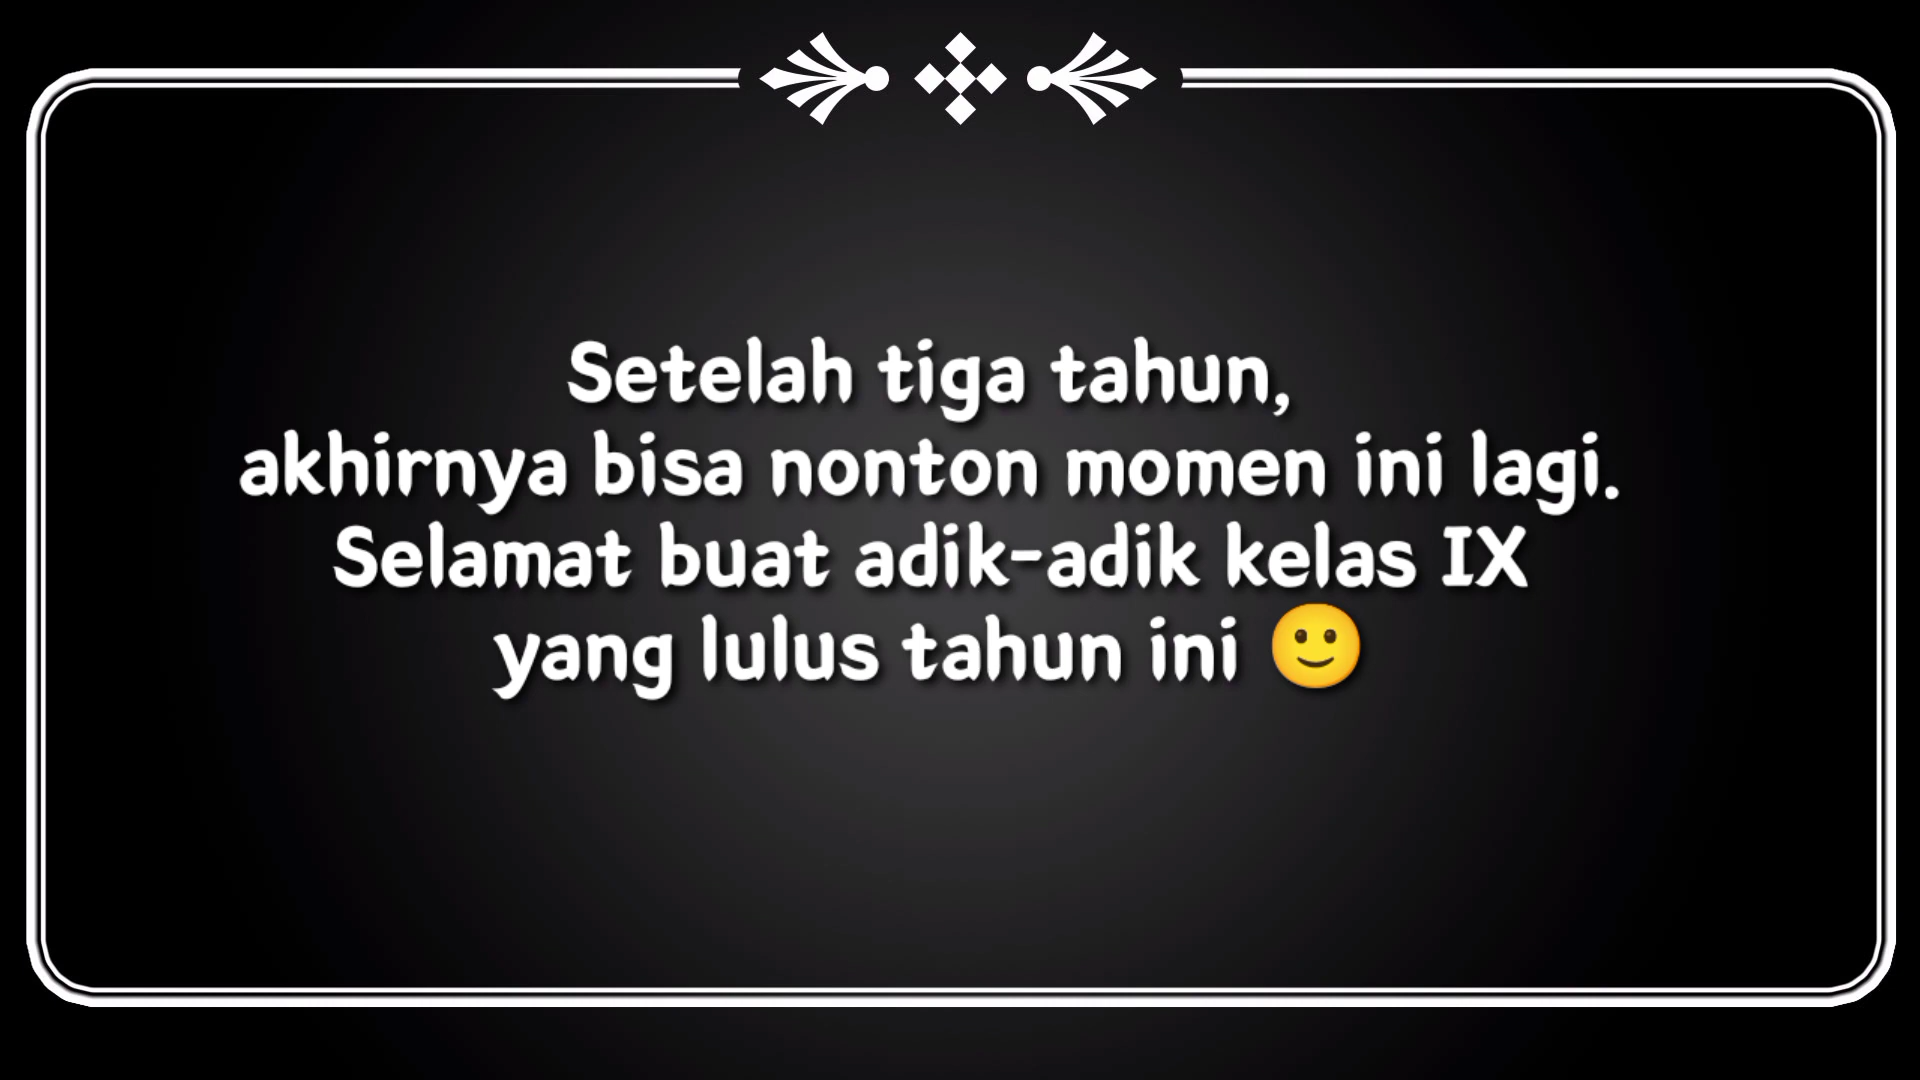 Setelah tiga tahun,
akhirnya bisa nonton momen ini lagi.
Selamat buat adik-adik kelas IX
yang lulus tahun ini 🙂